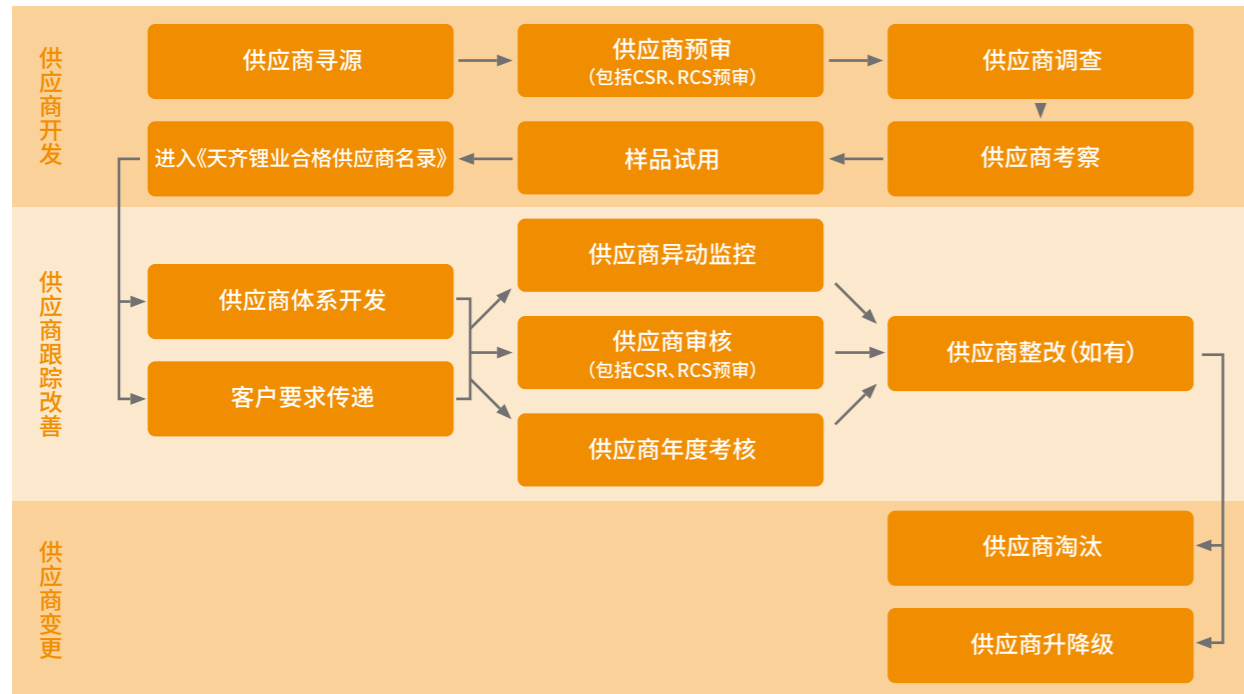 供应商开发
供应商寻源
供应商预审
（包括CSR、RCS预审）
供应商调查
进入《天齐锂业合格供应商名录》
样品试用
供应商考察
供应商跟踪改善
供应商体系开发
客户要求传递
供应商异动监控
供应商审核
（包括CSR、RCS预审）
供应商年度考核
供应商整改（如有）
供应商变更
供应商淘汰
供应商升降级